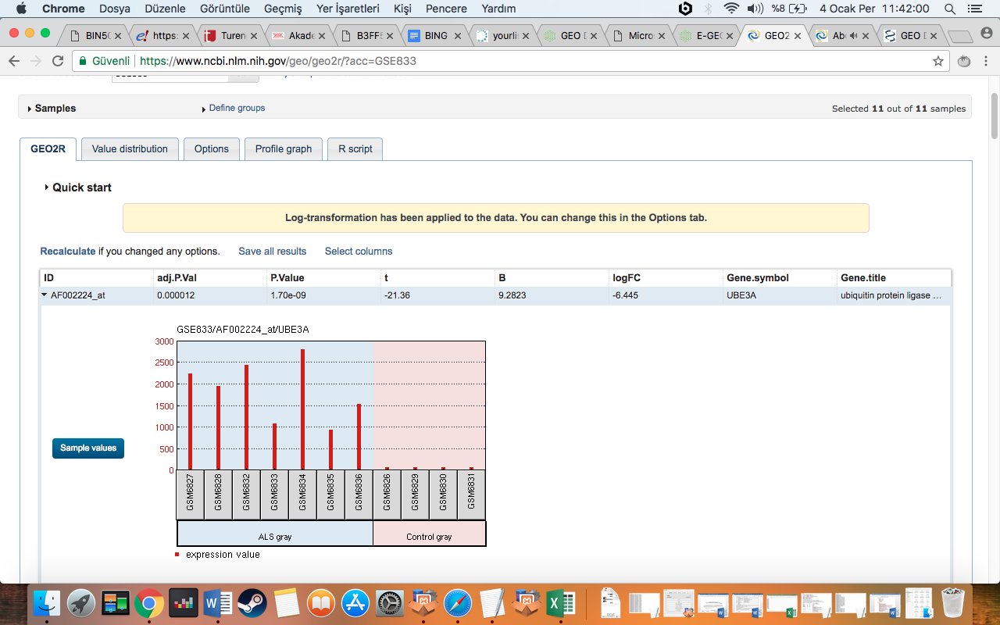 Chrome Dosya Düzenle Görüntüle Geçmiş Yer İşaretleri Kişi Pencere Yardım %8 4 Ocak Per 11:42:00
BIN50 https: Turen Akade B3FF5 BING yourlis GEO D Micros E-GEO GEO2 Abo GEO D
Güvenli https://www.ncbi.nlm.nih.gov/geo/geo2r/?acc=GSE833
Samples Define groups Selected 11 out of 11 samples
GEO2R Value distribution Options Profile graph R script
Quick start
Log-transformation has been applied to the data. You can change this in the Options tab.
Recalculate if you changed any options. Save all results Select columns
ID adj.P.Val P.Value t B logFC Gene.symbol Gene.title
AF002224_at 0.000012 1.70e-09 -21.36 9.2823 -6.445 UBE3A ubiquitin protein ligase ...
GSE833/AF002224_at/UBE3A
3000
2500
2000
1500
1000
500
0
Sample values
GSM6827 GSM6828 GSM6832 GSM6833 GSM6834 GSM6835 GSM6836 GSM6826 GSM6829 GSM6830 GSM6831
ALS gray Control gray
expression value